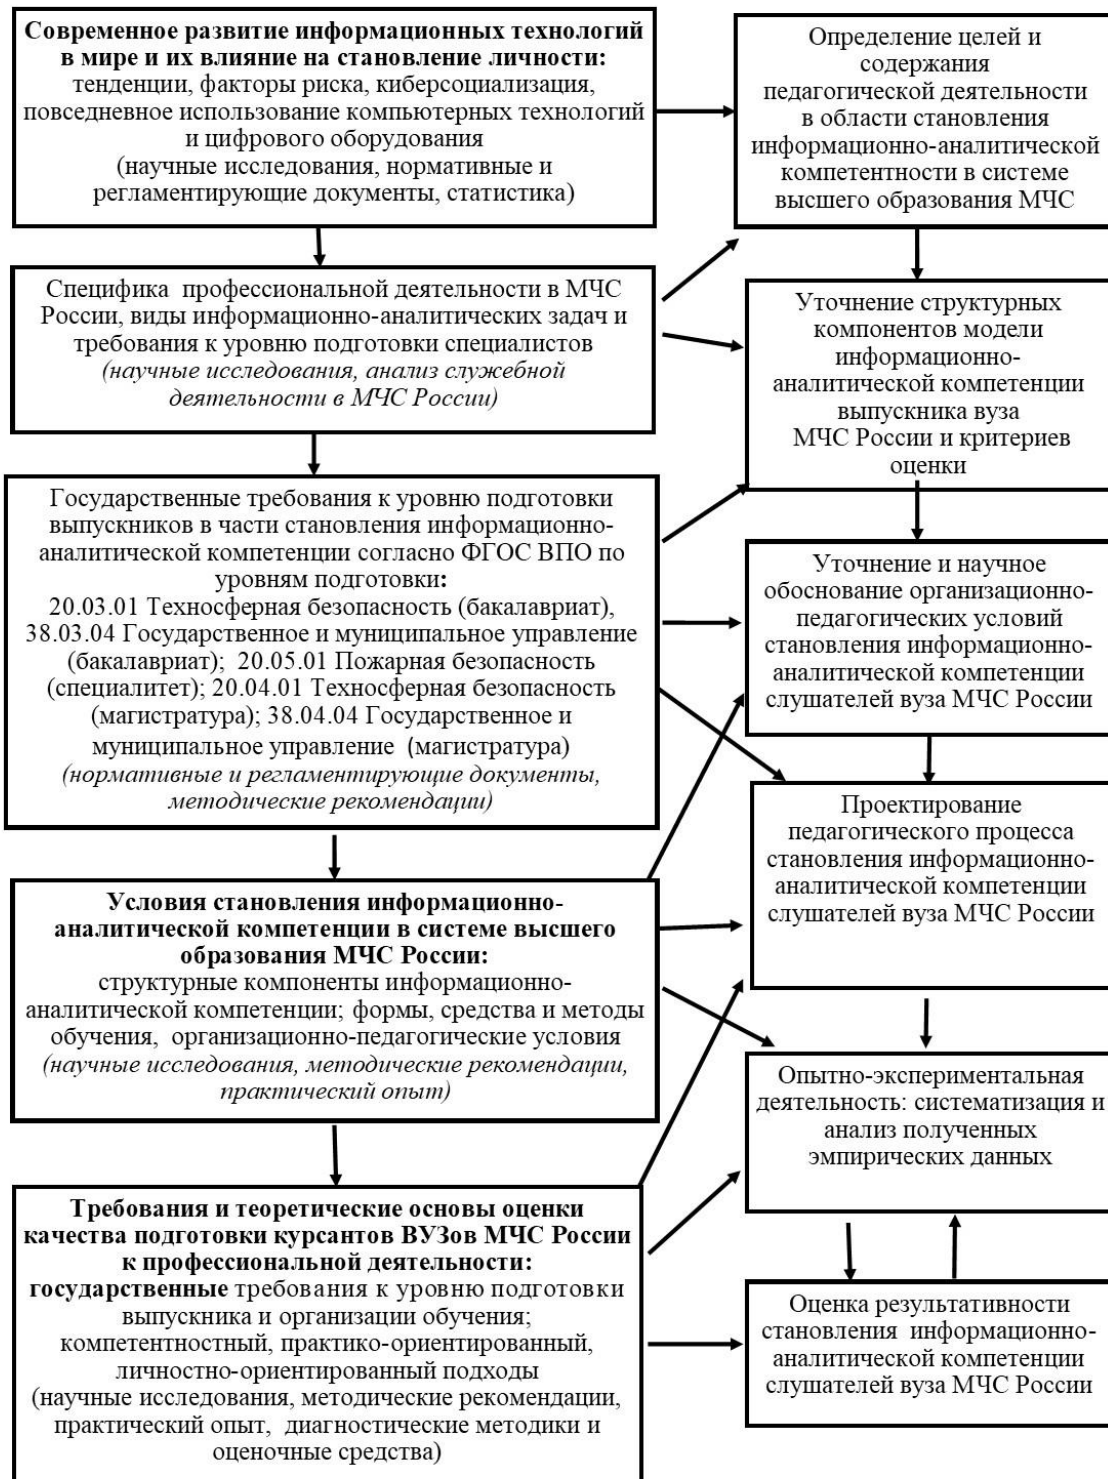 Современное развитие информационных технологий
в мире и их влияние на становление личности:
тенденции, факторы риска, киберсоциализация,
повседневное использование компьютерных технологий
и цифрового оборудования
(научные исследования, нормативные и
регламентирующие документы, статистика)
Специфика профессиональной деятельности в МЧС
России, виды информационно-аналитических задач и
требования к уровню подготовки специалистов
(научные исследования, анализ служебной
деятельности в МЧС России)
Государственные требования к уровню подготовки
выпускников в части становления информационно-
аналитической компетенции согласно ФГОС ВПО по
уровням подготовки:
20.03.01 Техносферная безопасность (бакалавриат),
38.03.04 Государственное и муниципальное управление
(бакалавриат); 20.05.01 Пожарная безопасность
(специалитет); 20.04.01 Техносферная безопасность
(магистратура); 38.04.04 Государственное и
муниципальное управление (магистратура)
(нормативные и регламентирующие документы,
методические рекомендации)
Условия становления информационно-
аналитической компетенции в системе высшего
образования МЧС России:
структурные компоненты информационно-
аналитической компетенции; формы, средства и методы
обучения, организационно-педагогические условия
(научные исследования, методические рекомендации,
практический опыт)
Требования и теоретические основы оценки
качества подготовки курсантов ВУЗов МЧС России
к профессиональной деятельности:
государственные требования к уровню подготовки
выпускника и организации обучения;
компетентностный, практико-ориентированный,
личностно-ориентированный подходы
(научные исследования, методические рекомендации,
практический опыт, диагностические методики и
оценочные средства)
Определение целей и
содержания
педагогической деятельности
в области становления
информационно-аналитической
компетентности в системе
высшего образования МЧС
Уточнение структурных
компонентов модели
информационно-
аналитической компетенции
выпускника вуза
МЧС России и критериев
оценки
Уточнение и научное
обоснование организационно-
педагогических условий
становления информационно-
аналитической компетенции
слушателей вуза МЧС России
Проектирование
педагогического процесса
становления информационно-
аналитической компетенции
слушателей вуза МЧС России
Опытно-экспериментальная
деятельность: систематизация и
анализ полученных
эмпирических данных
Оценка результативности
становления информационно-
аналитической компетенции
слушателей вуза МЧС России